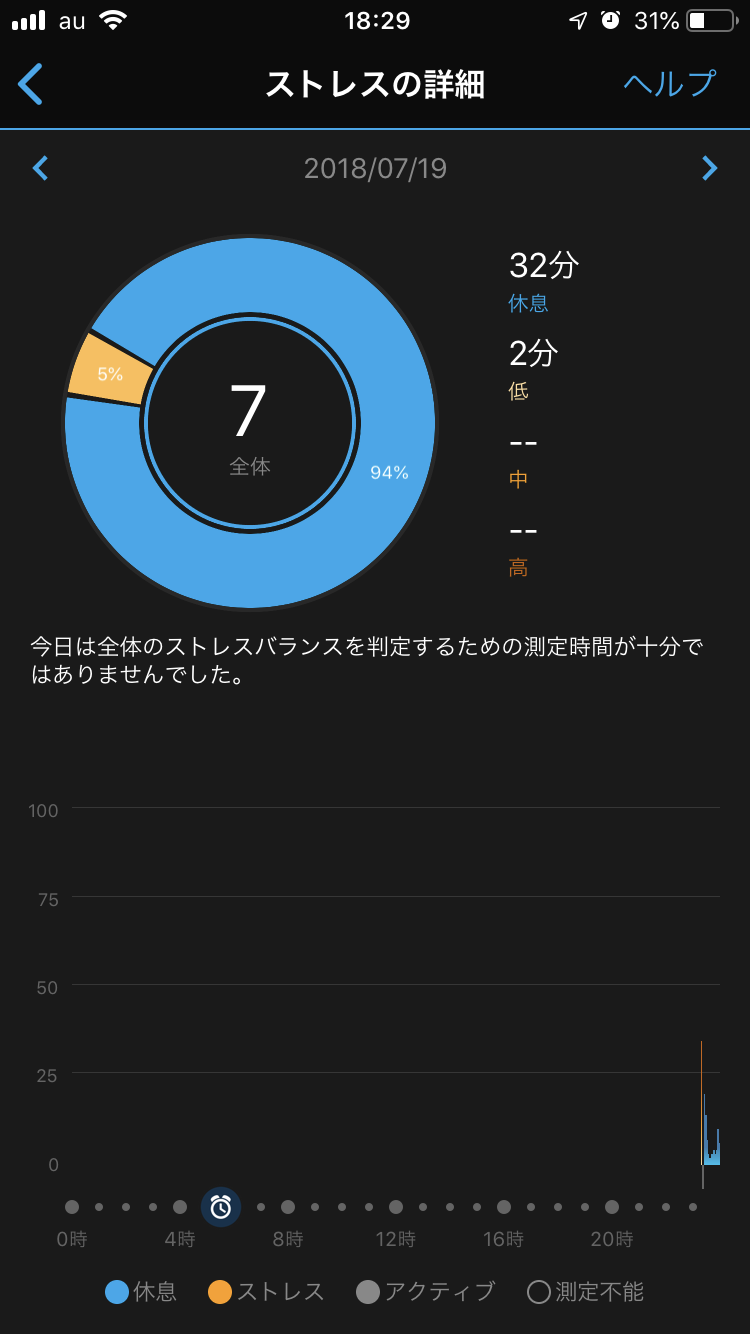 au 18:29 31%
ストレスの詳細 ヘルプ
2018/07/19
32分
休息
2分
低
--
中
--
高
5%
7
全体
94%
今日は全体のストレスバランスを判定するための測定時間が十分で
はありませんでした。
100
75
50
25
0
0時 4時 8時 12時 16時 20時
休息 ストレス アクティブ 測定不能